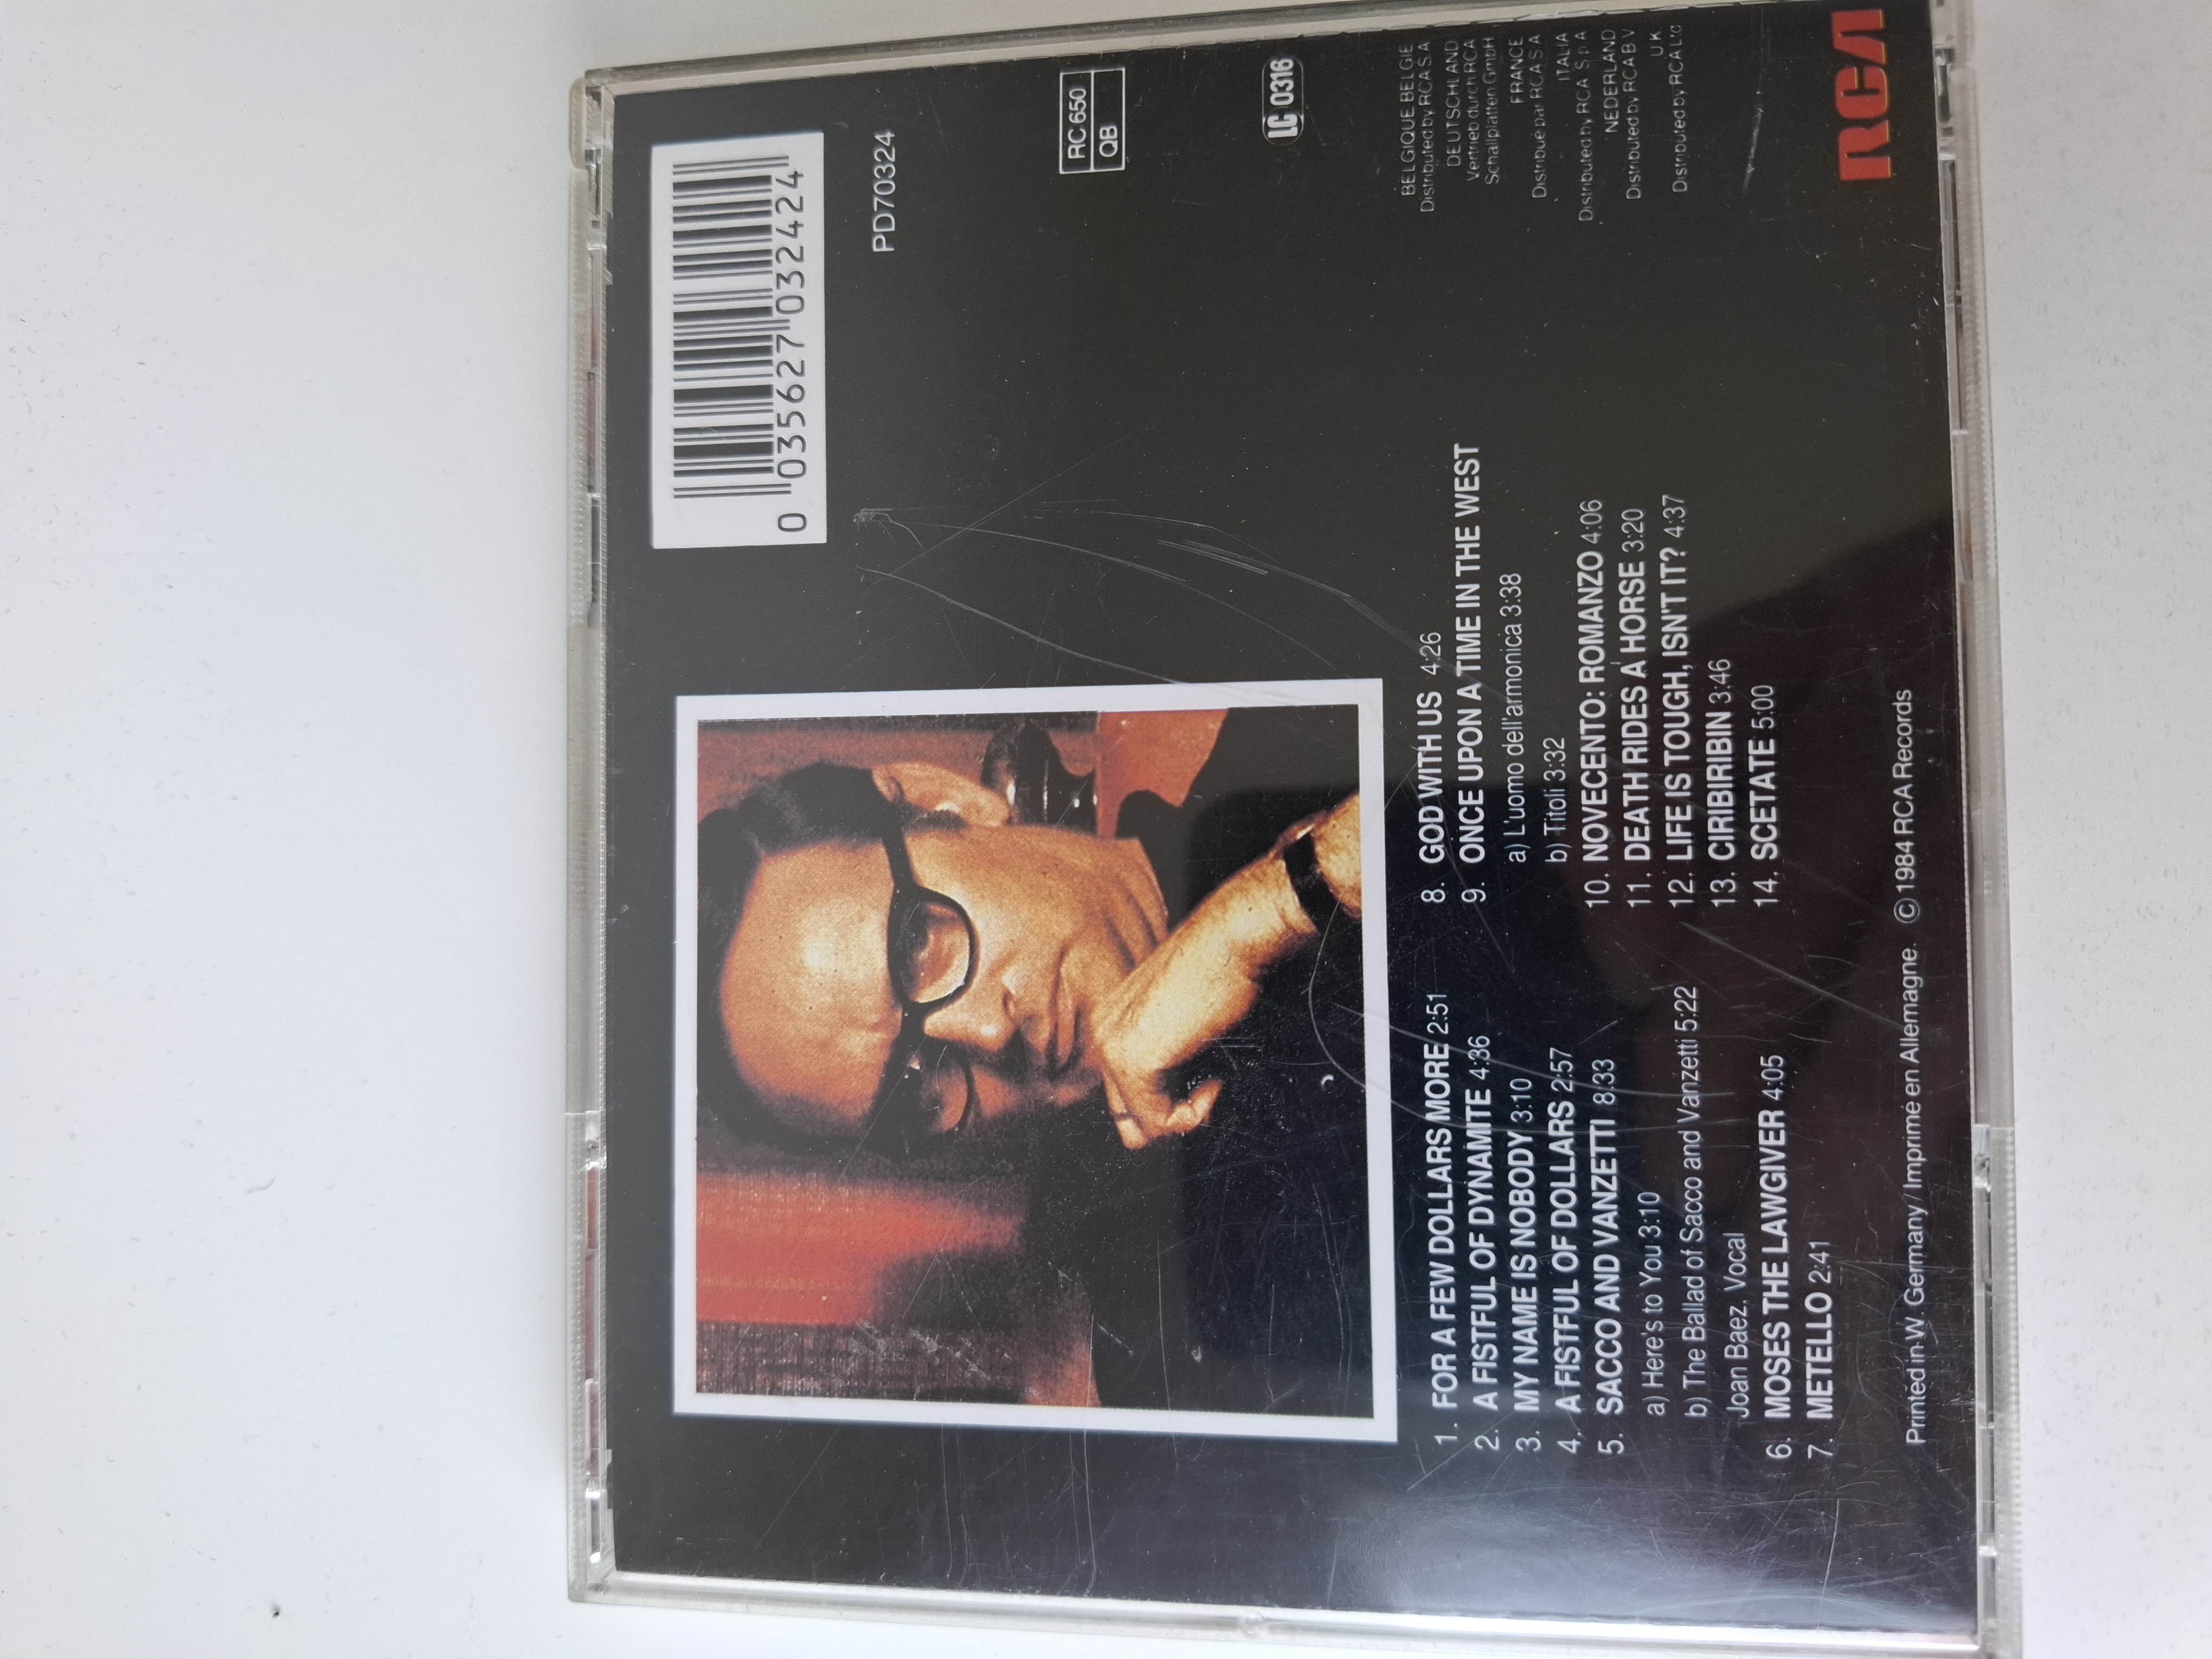 0 035627 032424
PD70324
RC 650
QB
LC 0316
1. FOR A FEW DOLLARS MORE 2:51
2. A FISTFUL OF DYNAMITE 4:36
3. MY NAME IS NOBODY 3:10
4. A FISTFUL OF DOLLARS 2:57
5. SACCO AND VANZETTI 8:33
a) Here's to You 3:10
b) The Ballad of Sacco and Vanzetti 5:22
Joan Baez. Vocal
6. MOSES THE LAWGIVER 4:05
7. METELLO 2:41
8. GOD WITH US 4:26
9. ONCE UPON A TIME IN THE WEST
a) L'uomo dell'armonica 3:38
b) Titoli 3:32
10. NOVECENTO: ROMANZO 4:06
11. DEATH RIDES A HORSE 3:20
12. LIFE IS TOUGH, ISN'T IT? 4:37
13. CIRIBIRIBIN 3:46
14. SCETATE 5:00
BELGIQUE BELGIE
Distributed by RCA S.A
DEUTSCHLAND
Vertrieb durch RCA
Schallplatten GmbH
FRANCE
Distribue par RCA S A
ITALIA
Distributed by RCA S.p.A
NEDERLAND
Distributed by RCA B.V
U K
Distributed by RCA Ltd
Printed in W. Germany/Imprimé en Allemagne. © 1984 RCA Records
RCA